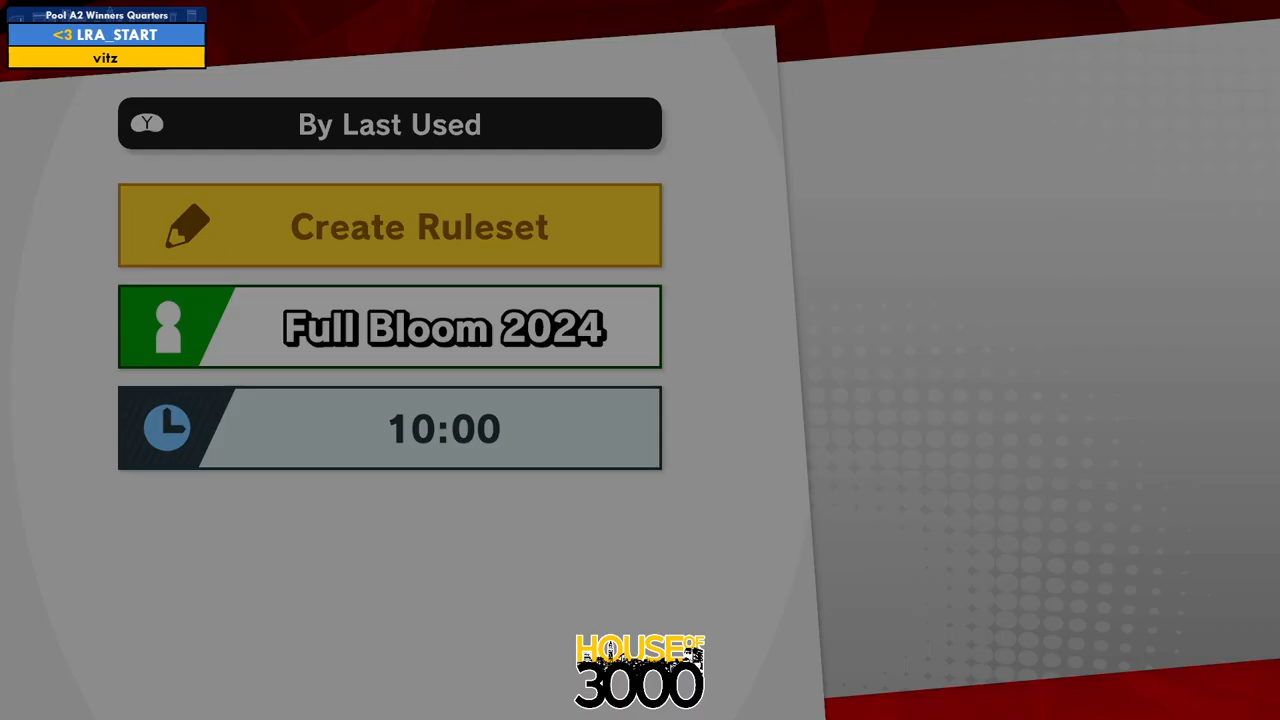 Pool A2 Winners Quarters
<3 LRA_START
vitz
Y
By Last Used
Create Ruleset
Full Bloom 2024
10:00
HOUSE OF
3000